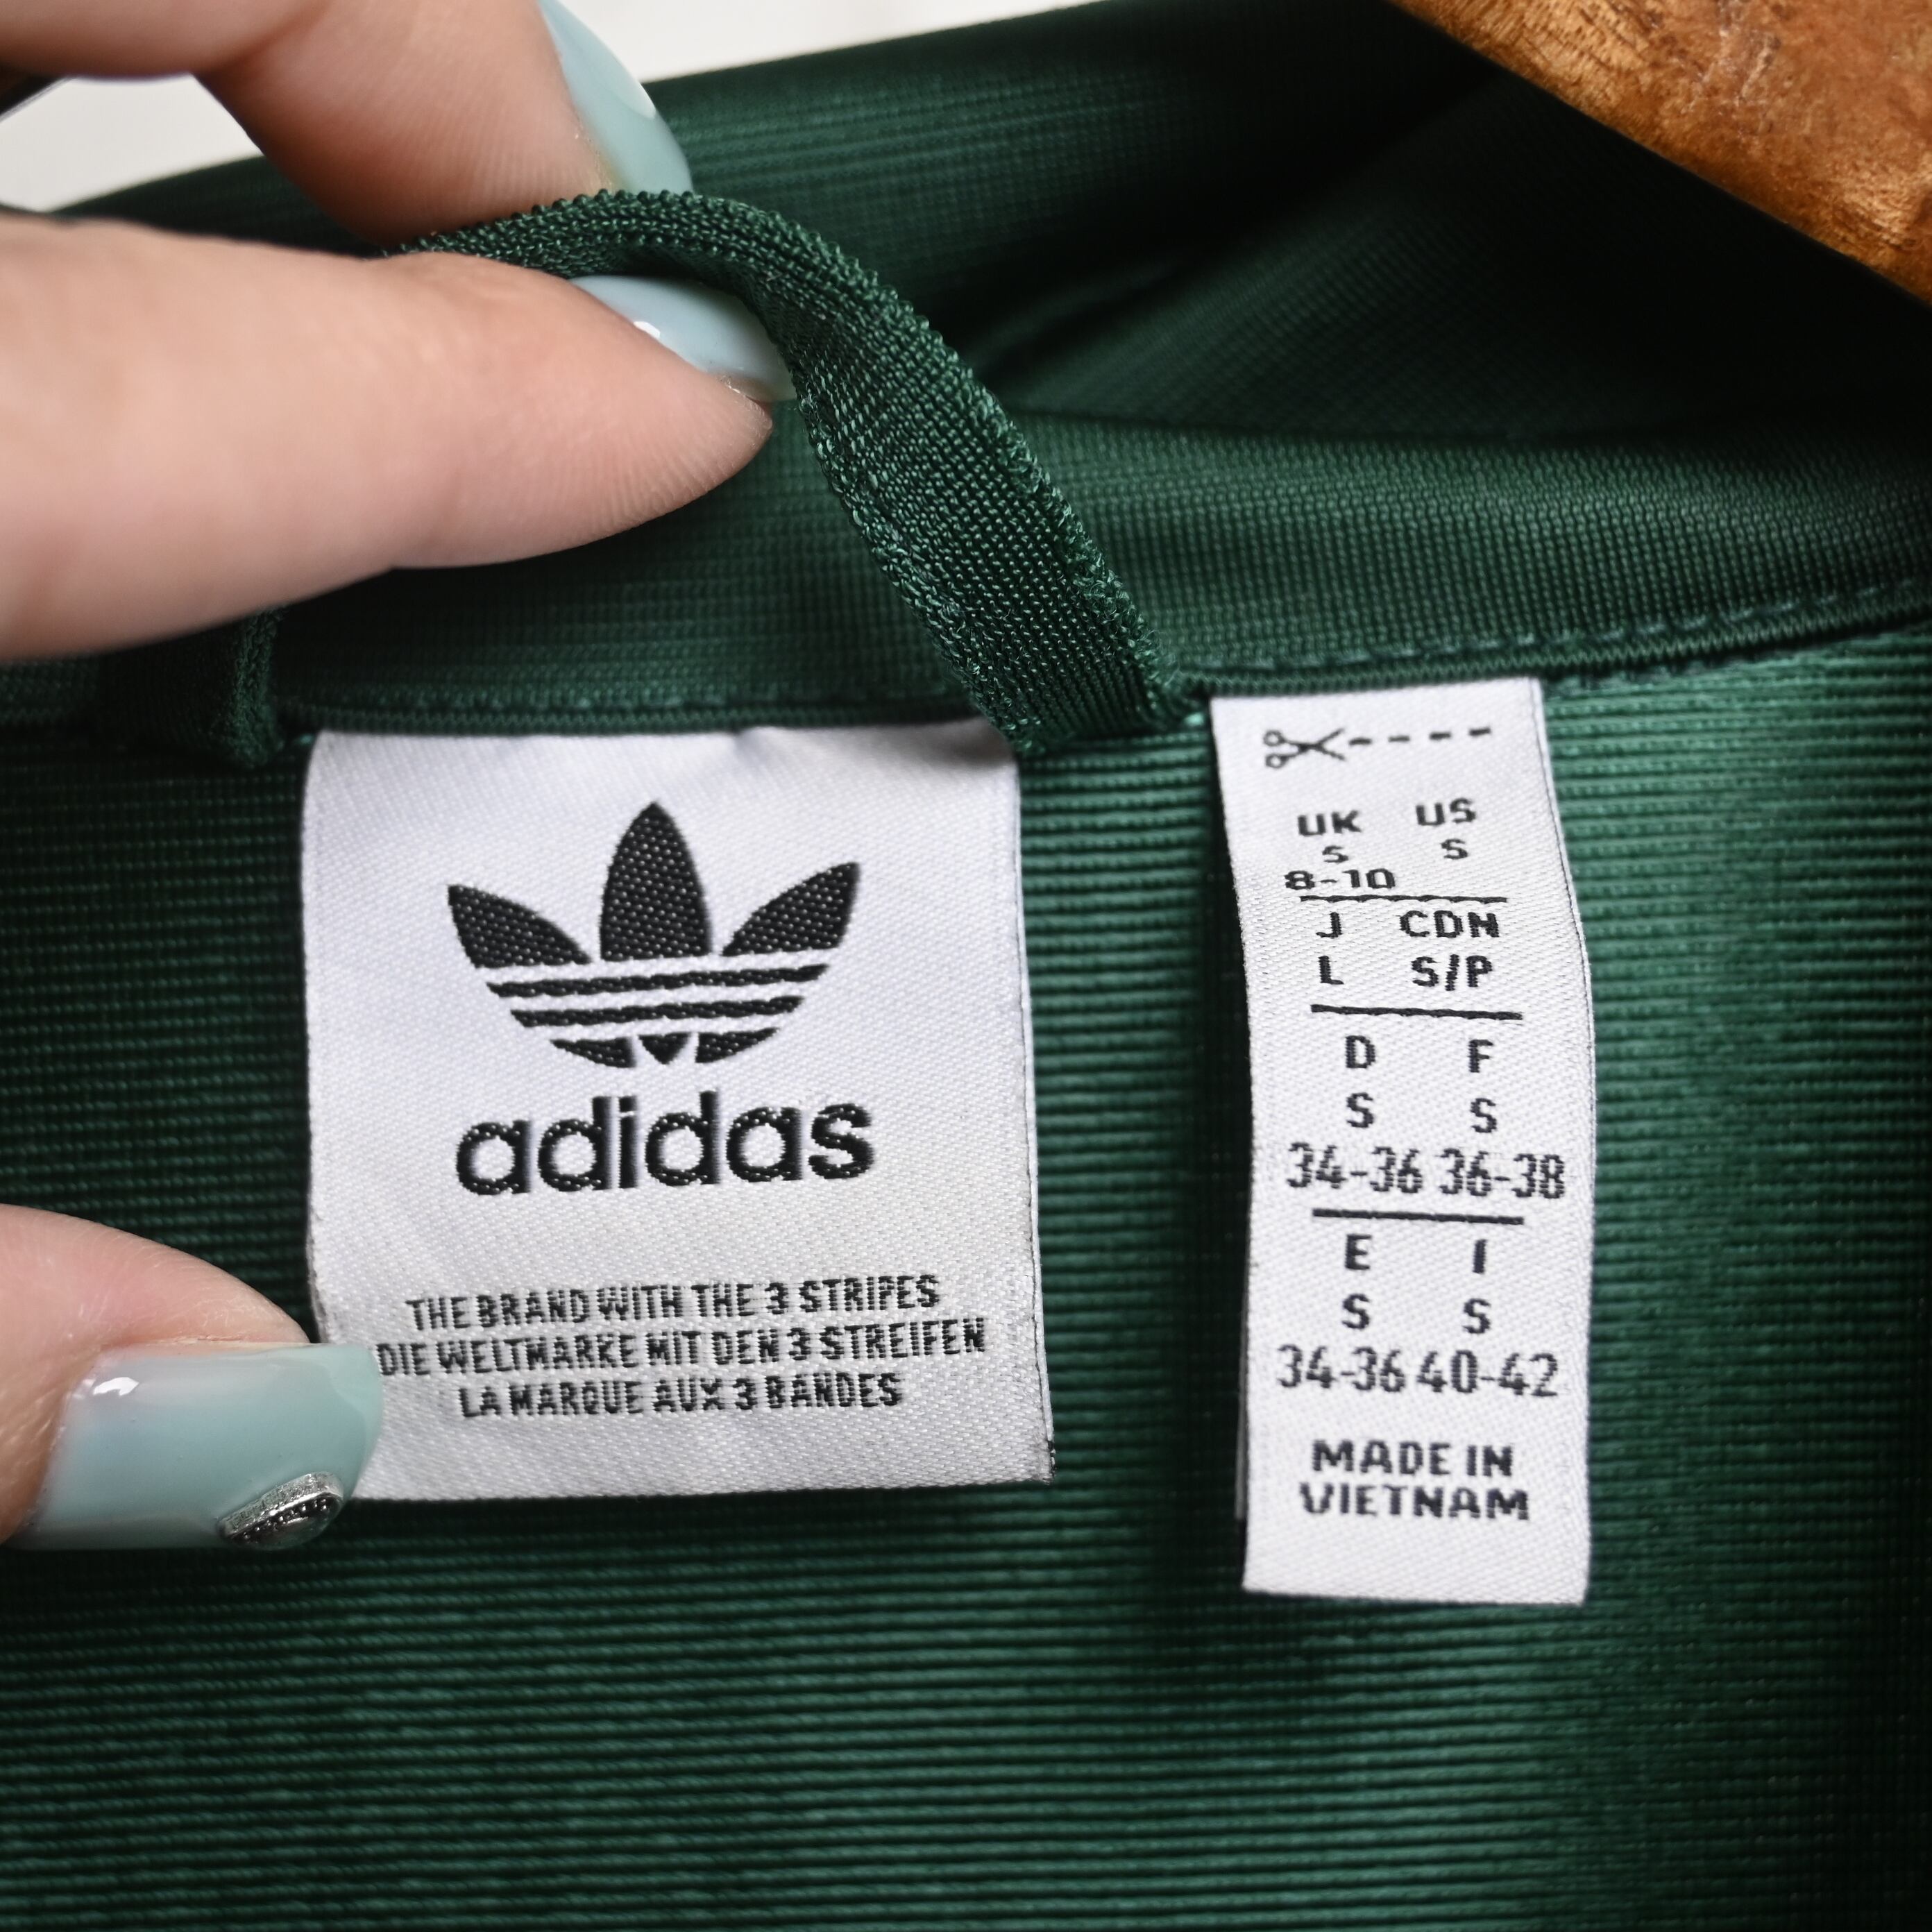 adidas
THE BRAND WITH THE 3 STRIPES
DIE WELTMARKE MIT DEN 3 STREIFEN
LA MARQUE AUX 3 BANDES
UK US
S S
8-10
J CDN
L S/P
D F
S S
34-36 36-38
E I
S S
34-36 40-42
MADE IN
VIETNAM